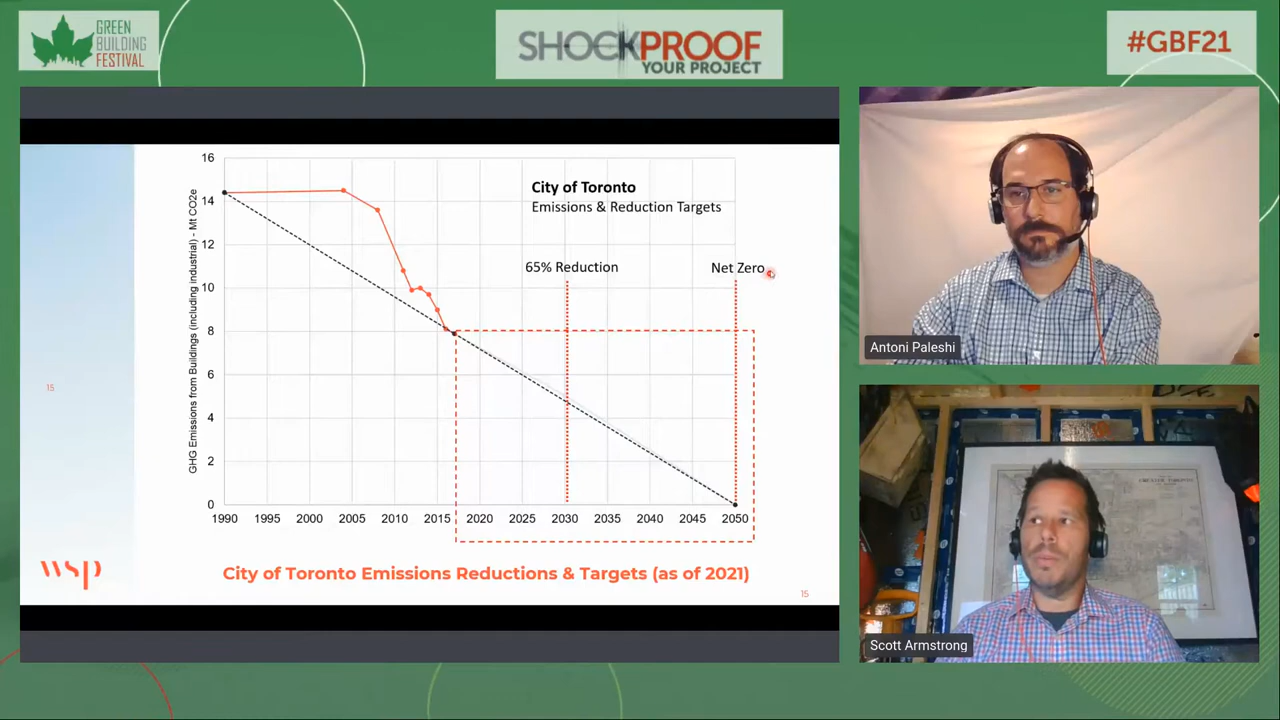 GREEN
BUILDING
FESTIVAL
SHOCKPROOF
YOUR PROJECT
#GBF21
16
14
12
10
8
6
4
2
0
GHG Emissions from Buildings (including industrial) - Mt CO2e
City of Toronto
Emissions & Reduction Targets
65% Reduction
Net Zero
1990 1995 2000 2005 2010 2015 2020 2025 2030 2035 2040 2045 2050
15
wsp
City of Toronto Emissions Reductions & Targets (as of 2021)
15
Antoni Paleshi
GREATER TORONTO
Scott Armstrong